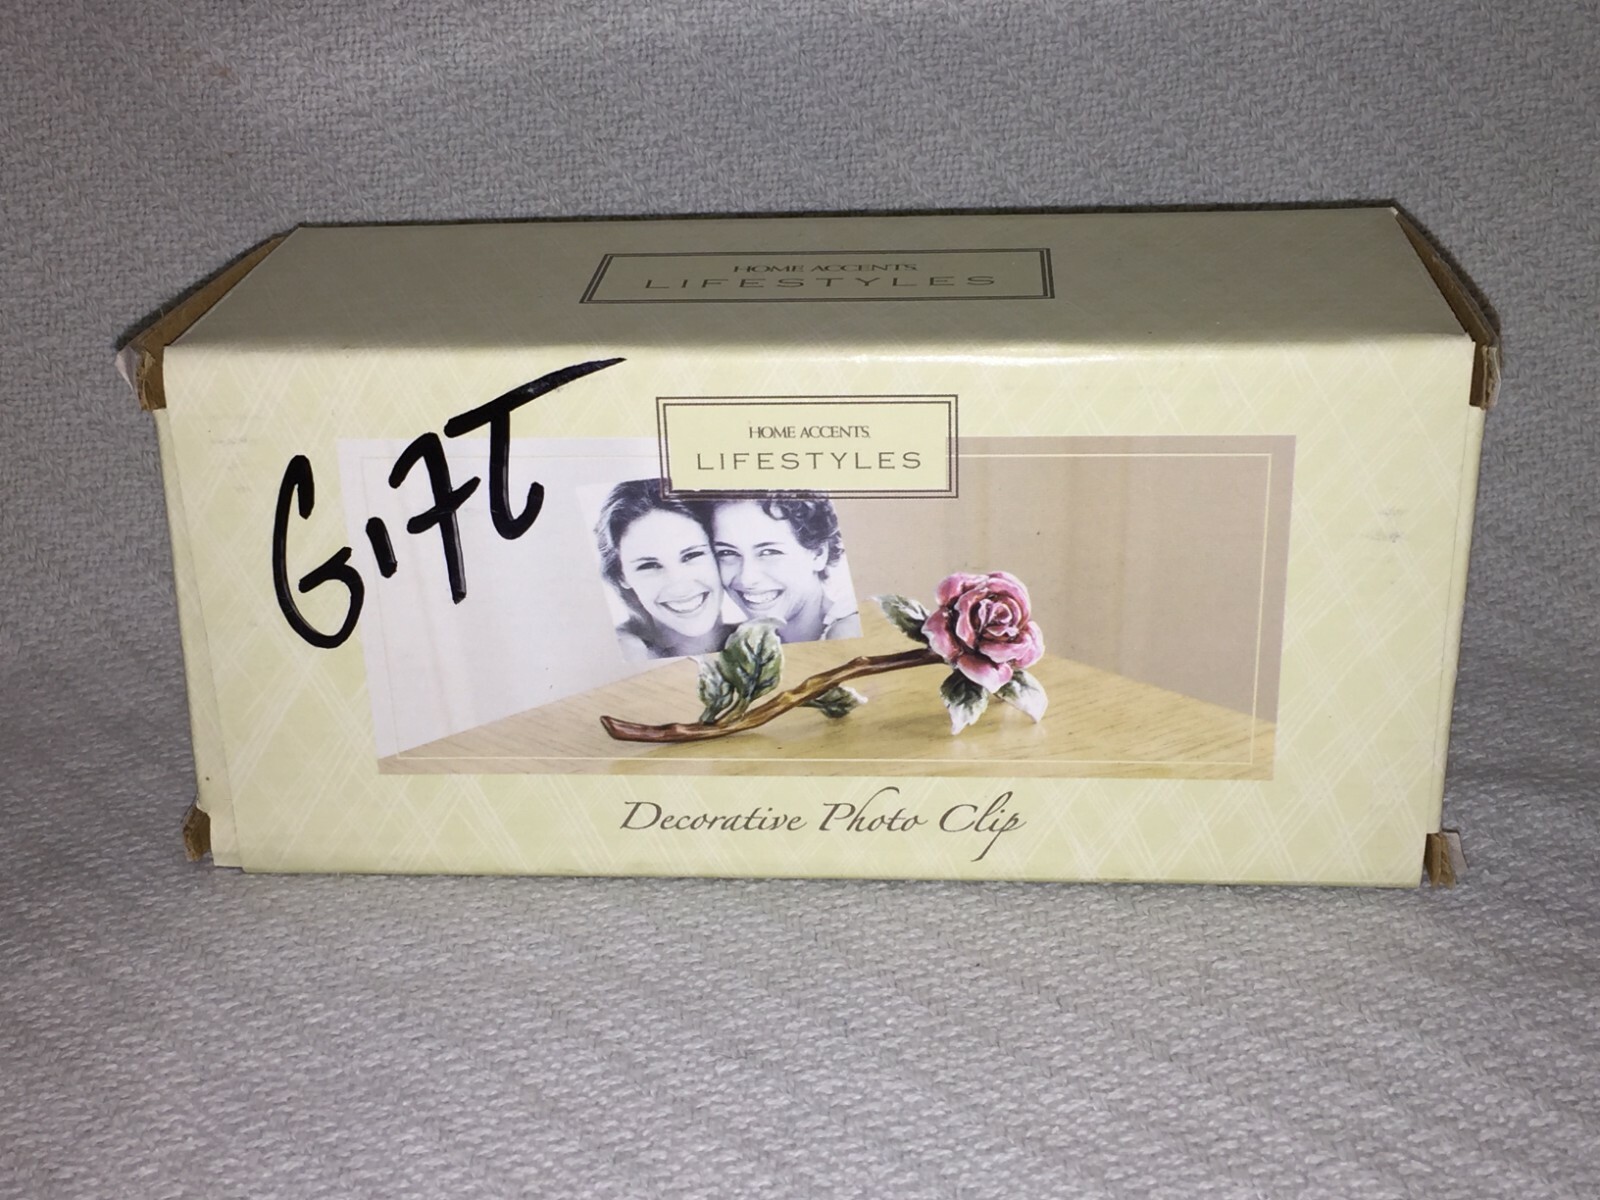 HOME ACCENTS
LIFESTYLES
GIFT
HOME ACCENTS
LIFESTYLES
Decorative Photo Clip